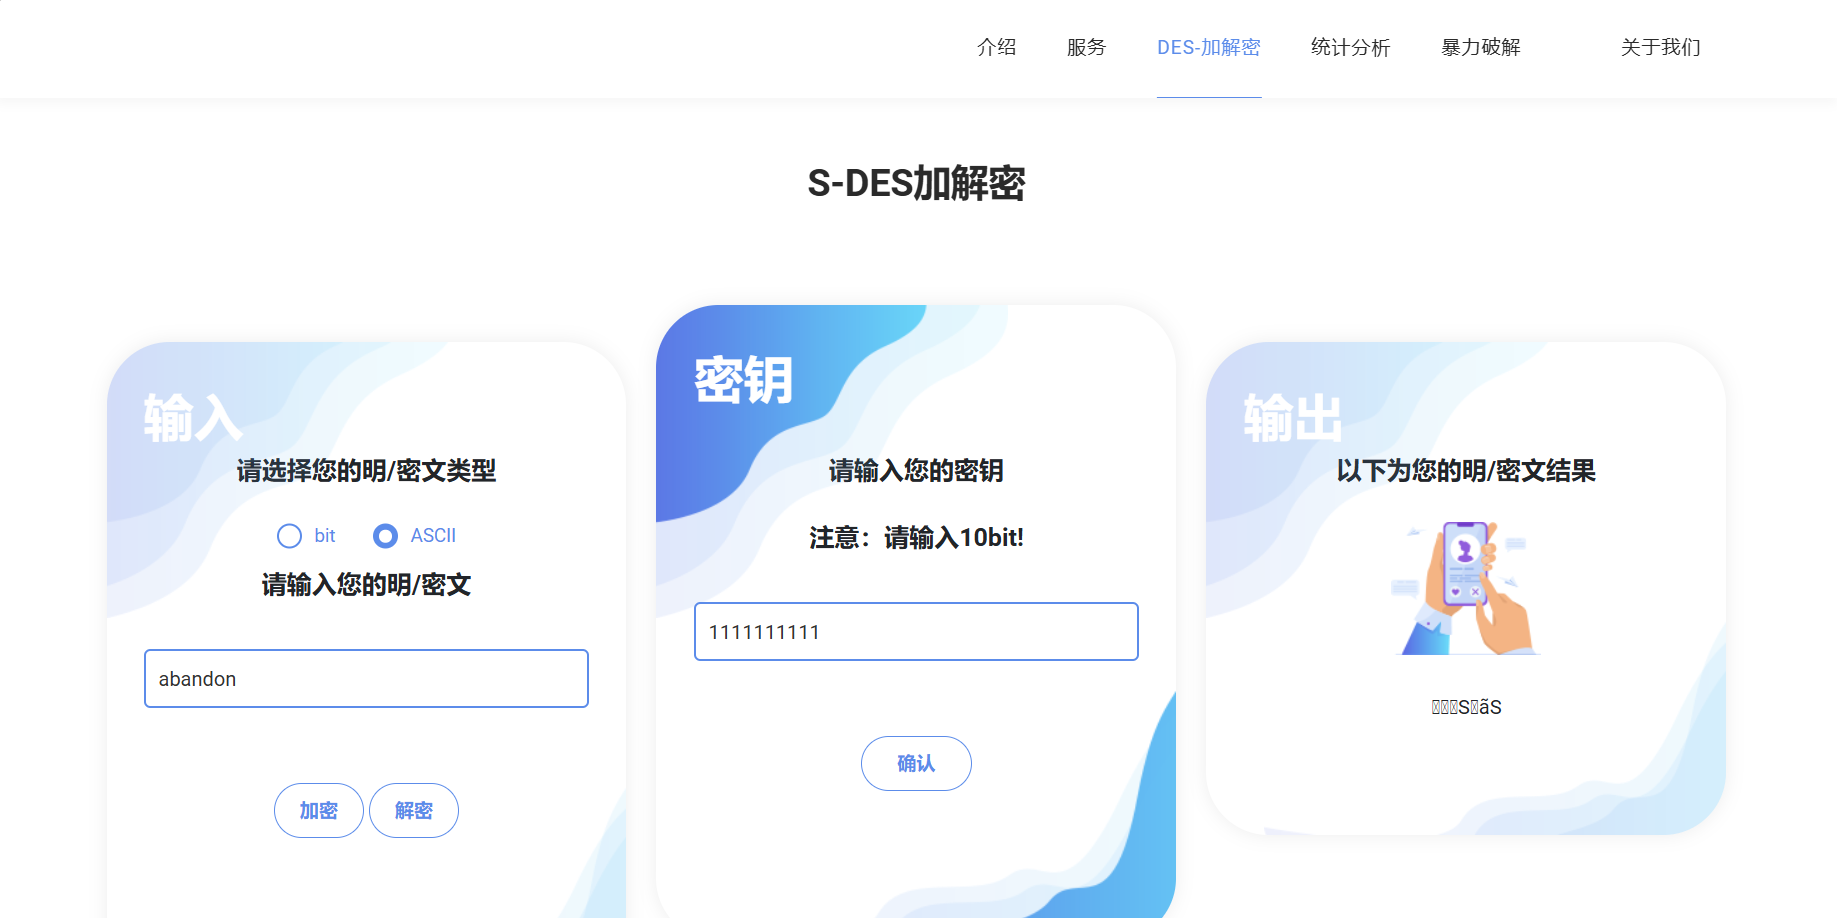 介绍 服务 DES-加解密 统计分析 暴力破解 关于我们
S-DES加解密
输入
请选择您的明/密文类型
bit ASCII
请输入您的明/密文
abandon
加密 解密
密钥
请输入您的密钥
注意：请输入10bit!
1111111111
确认
输出
以下为您的明/密文结果
SãS